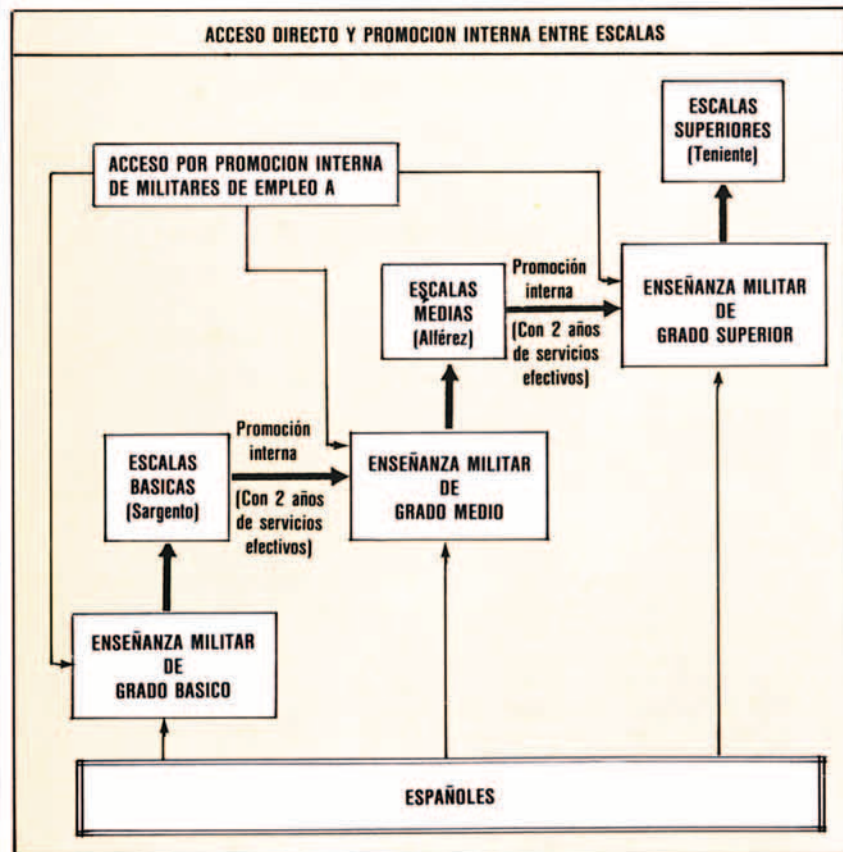 ACCESO DIRECTO Y PROMOCION INTERNA ENTRE ESCALAS
ESCALAS
SUPERIORES
(Teniente)
ACCESO POR PROMOCION INTERNA
DE MILITARES DE EMPLEO A
ESCALAS
MEDIAS
(Alférez)
Promoción
interna
(Con 2 años
de servicios
efectivos)
ENSEÑANZA MILITAR
DE
GRADO SUPERIOR
ESCALAS
BASICAS
(Sargento)
Promoción
interna
(Con 2 años
de servicios
efectivos)
ENSEÑANZA MILITAR
DE
GRADO MEDIO
ENSEÑANZA MILITAR
DE
GRADO BASICO
ESPAÑOLES